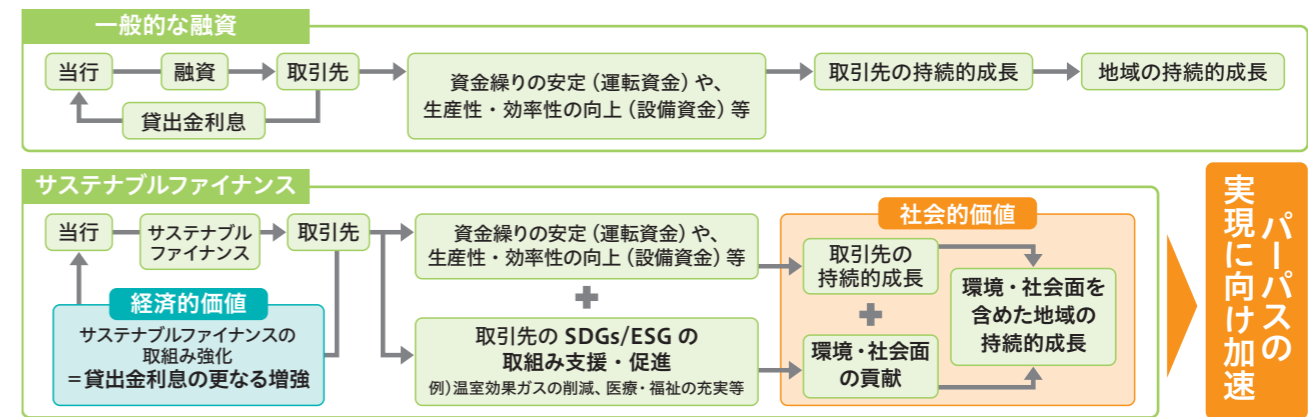 一般的な融資
当行
融資
取引先
貸出金利息
資金繰りの安定（運転資金）や、
生産性・効率性の向上（設備資金）等
取引先の持続的成長
地域の持続的成長
サステナブルファイナンス
当行
サステナブル
ファイナンス
取引先
経済的価値
サステナブルファイナンスの
取組み強化
＝貸出金利息の更なる増強
資金繰りの安定（運転資金）や、
生産性・効率性の向上（設備資金）等
取引先の SDGs/ESG の
取組み支援・促進
例）温室効果ガスの削減、医療・福祉の充実等
社会的価値
取引先の
持続的成長
環境・社会面
の貢献
環境・社会面を
含めた地域の
持続的成長
パーパスの
実現に向け加速